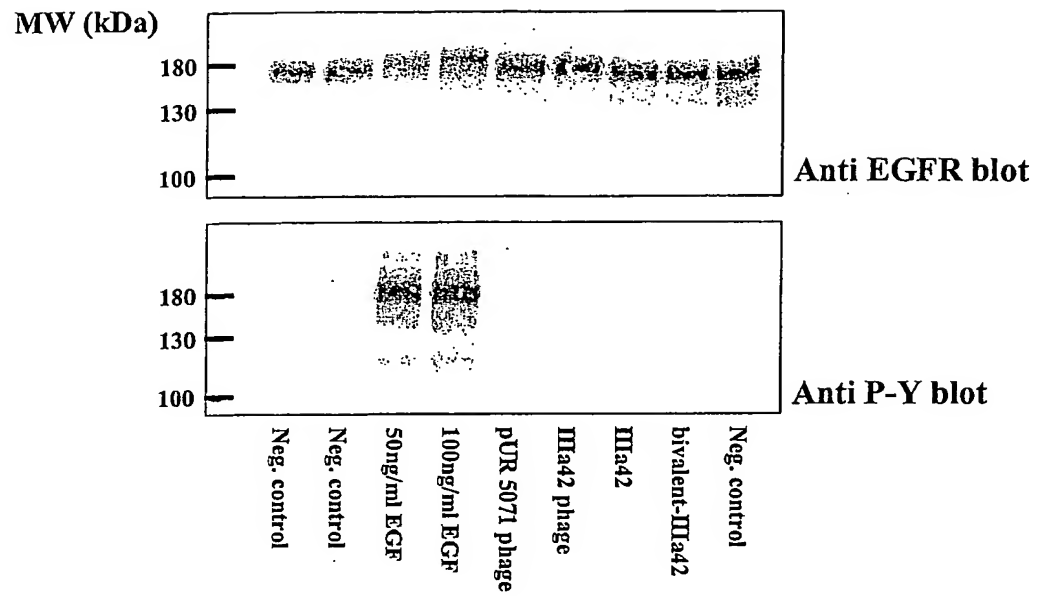 MW (kDa)
180
130
100
Anti EGFR blot
180
130
100
Anti P-Y blot
Neg. control
Neg. control
50ng/ml EGF
100ng/ml EGF
pUR 5071 phage
IIIa42 phage
IIIa42
bivalent-IIIa42
Neg. control